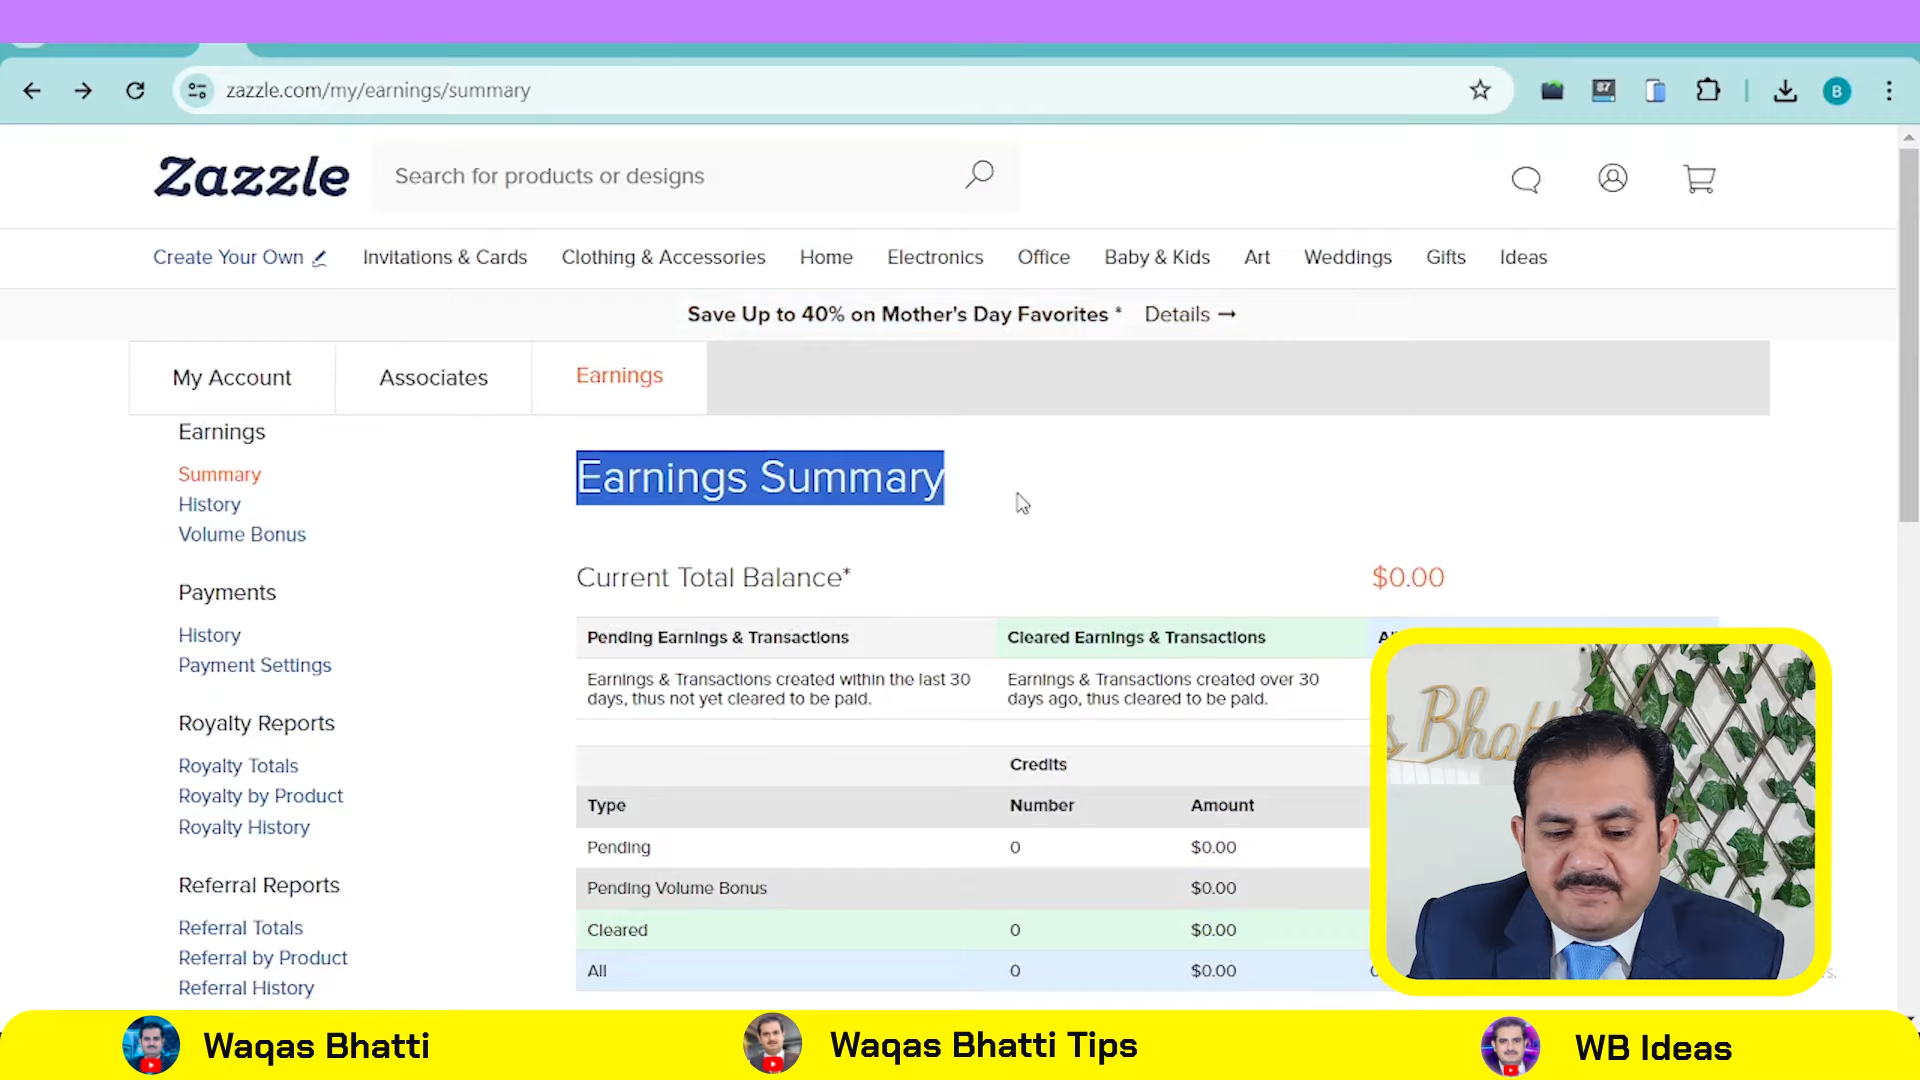 zazzle.com/my/earnings/summary
87
B
Zazzle
Search for products or designs
Create Your Own
Invitations & Cards
Clothing & Accessories
Home
Electronics
Office
Baby & Kids
Art
Weddings
Gifts
Ideas
Save Up to 40% on Mother's Day Favorites *
Details →
My Account
Associates
Earnings
Earnings
Summary
History
Volume Bonus
Payments
History
Payment Settings
Royalty Reports
Royalty Totals
Royalty by Product
Royalty History
Referral Reports
Referral Totals
Referral by Product
Referral History
Earnings Summary
Current Total Balance*
$0.00
Pending Earnings & Transactions
Cleared Earnings & Transactions
Earnings & Transactions created within the last 30
days, thus not yet cleared to be paid.
Earnings & Transactions created over 30
days ago, thus cleared to be paid.
Credits
Type Number Amount
Pending 0 $0.00
Pending Volume Bonus $0.00
Cleared 0 $0.00
All 0 $0.00
Waqas Bhatti
Waqas Bhatti Tips
WB Ideas